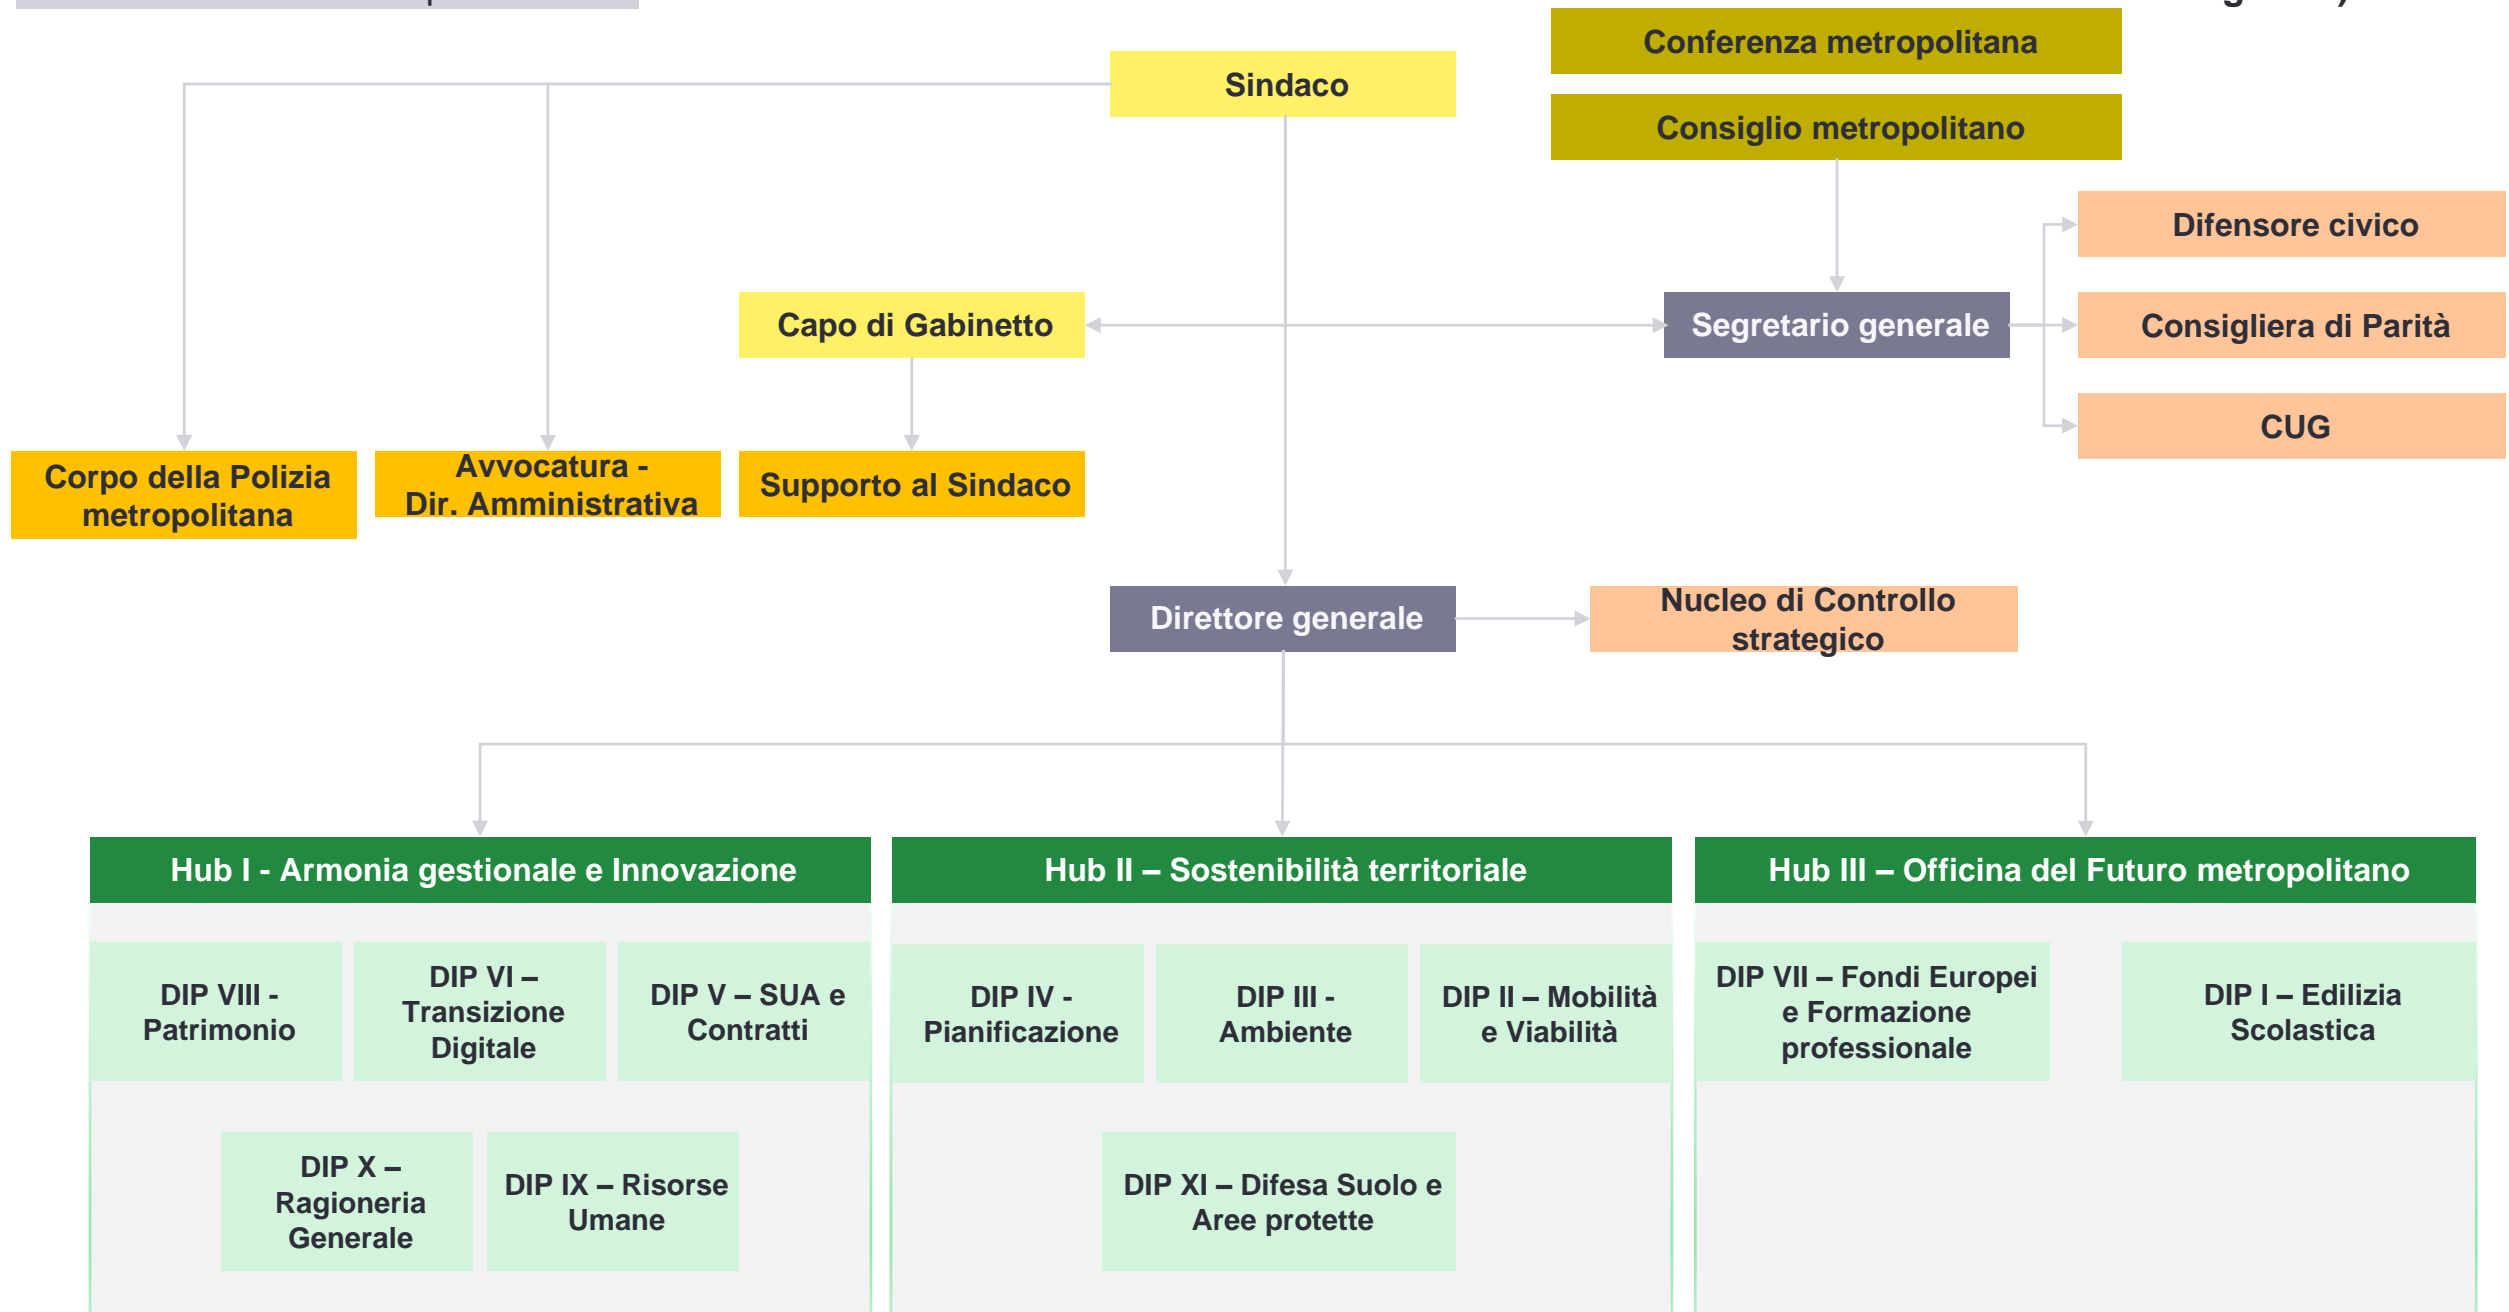 Conferenza metropolitana
Sindaco
Consiglio metropolitano
Difensore civico
Capo di Gabinetto
Segretario generale
Consigliera di Parità
CUG
Corpo della Polizia
metropolitana
Avvocatura -
Dir. Amministrativa
Supporto al Sindaco
Direttore generale
Nucleo di Controllo
strategico
Hub I - Armonia gestionale e Innovazione
Hub II – Sostenibilità territoriale
Hub III – Officina del Futuro metropolitano
DIP VIII -
Patrimonio
DIP VI –
Transizione
Digitale
DIP V – SUA e
Contratti
DIP IV -
Pianificazione
DIP III -
Ambiente
DIP II – Mobilità
e Viabilità
DIP VII – Fondi Europei
e Formazione
professionale
DIP I – Edilizia
Scolastica
DIP X –
Ragioneria
Generale
DIP IX – Risorse
Umane
DIP XI – Difesa Suolo e
Aree protette